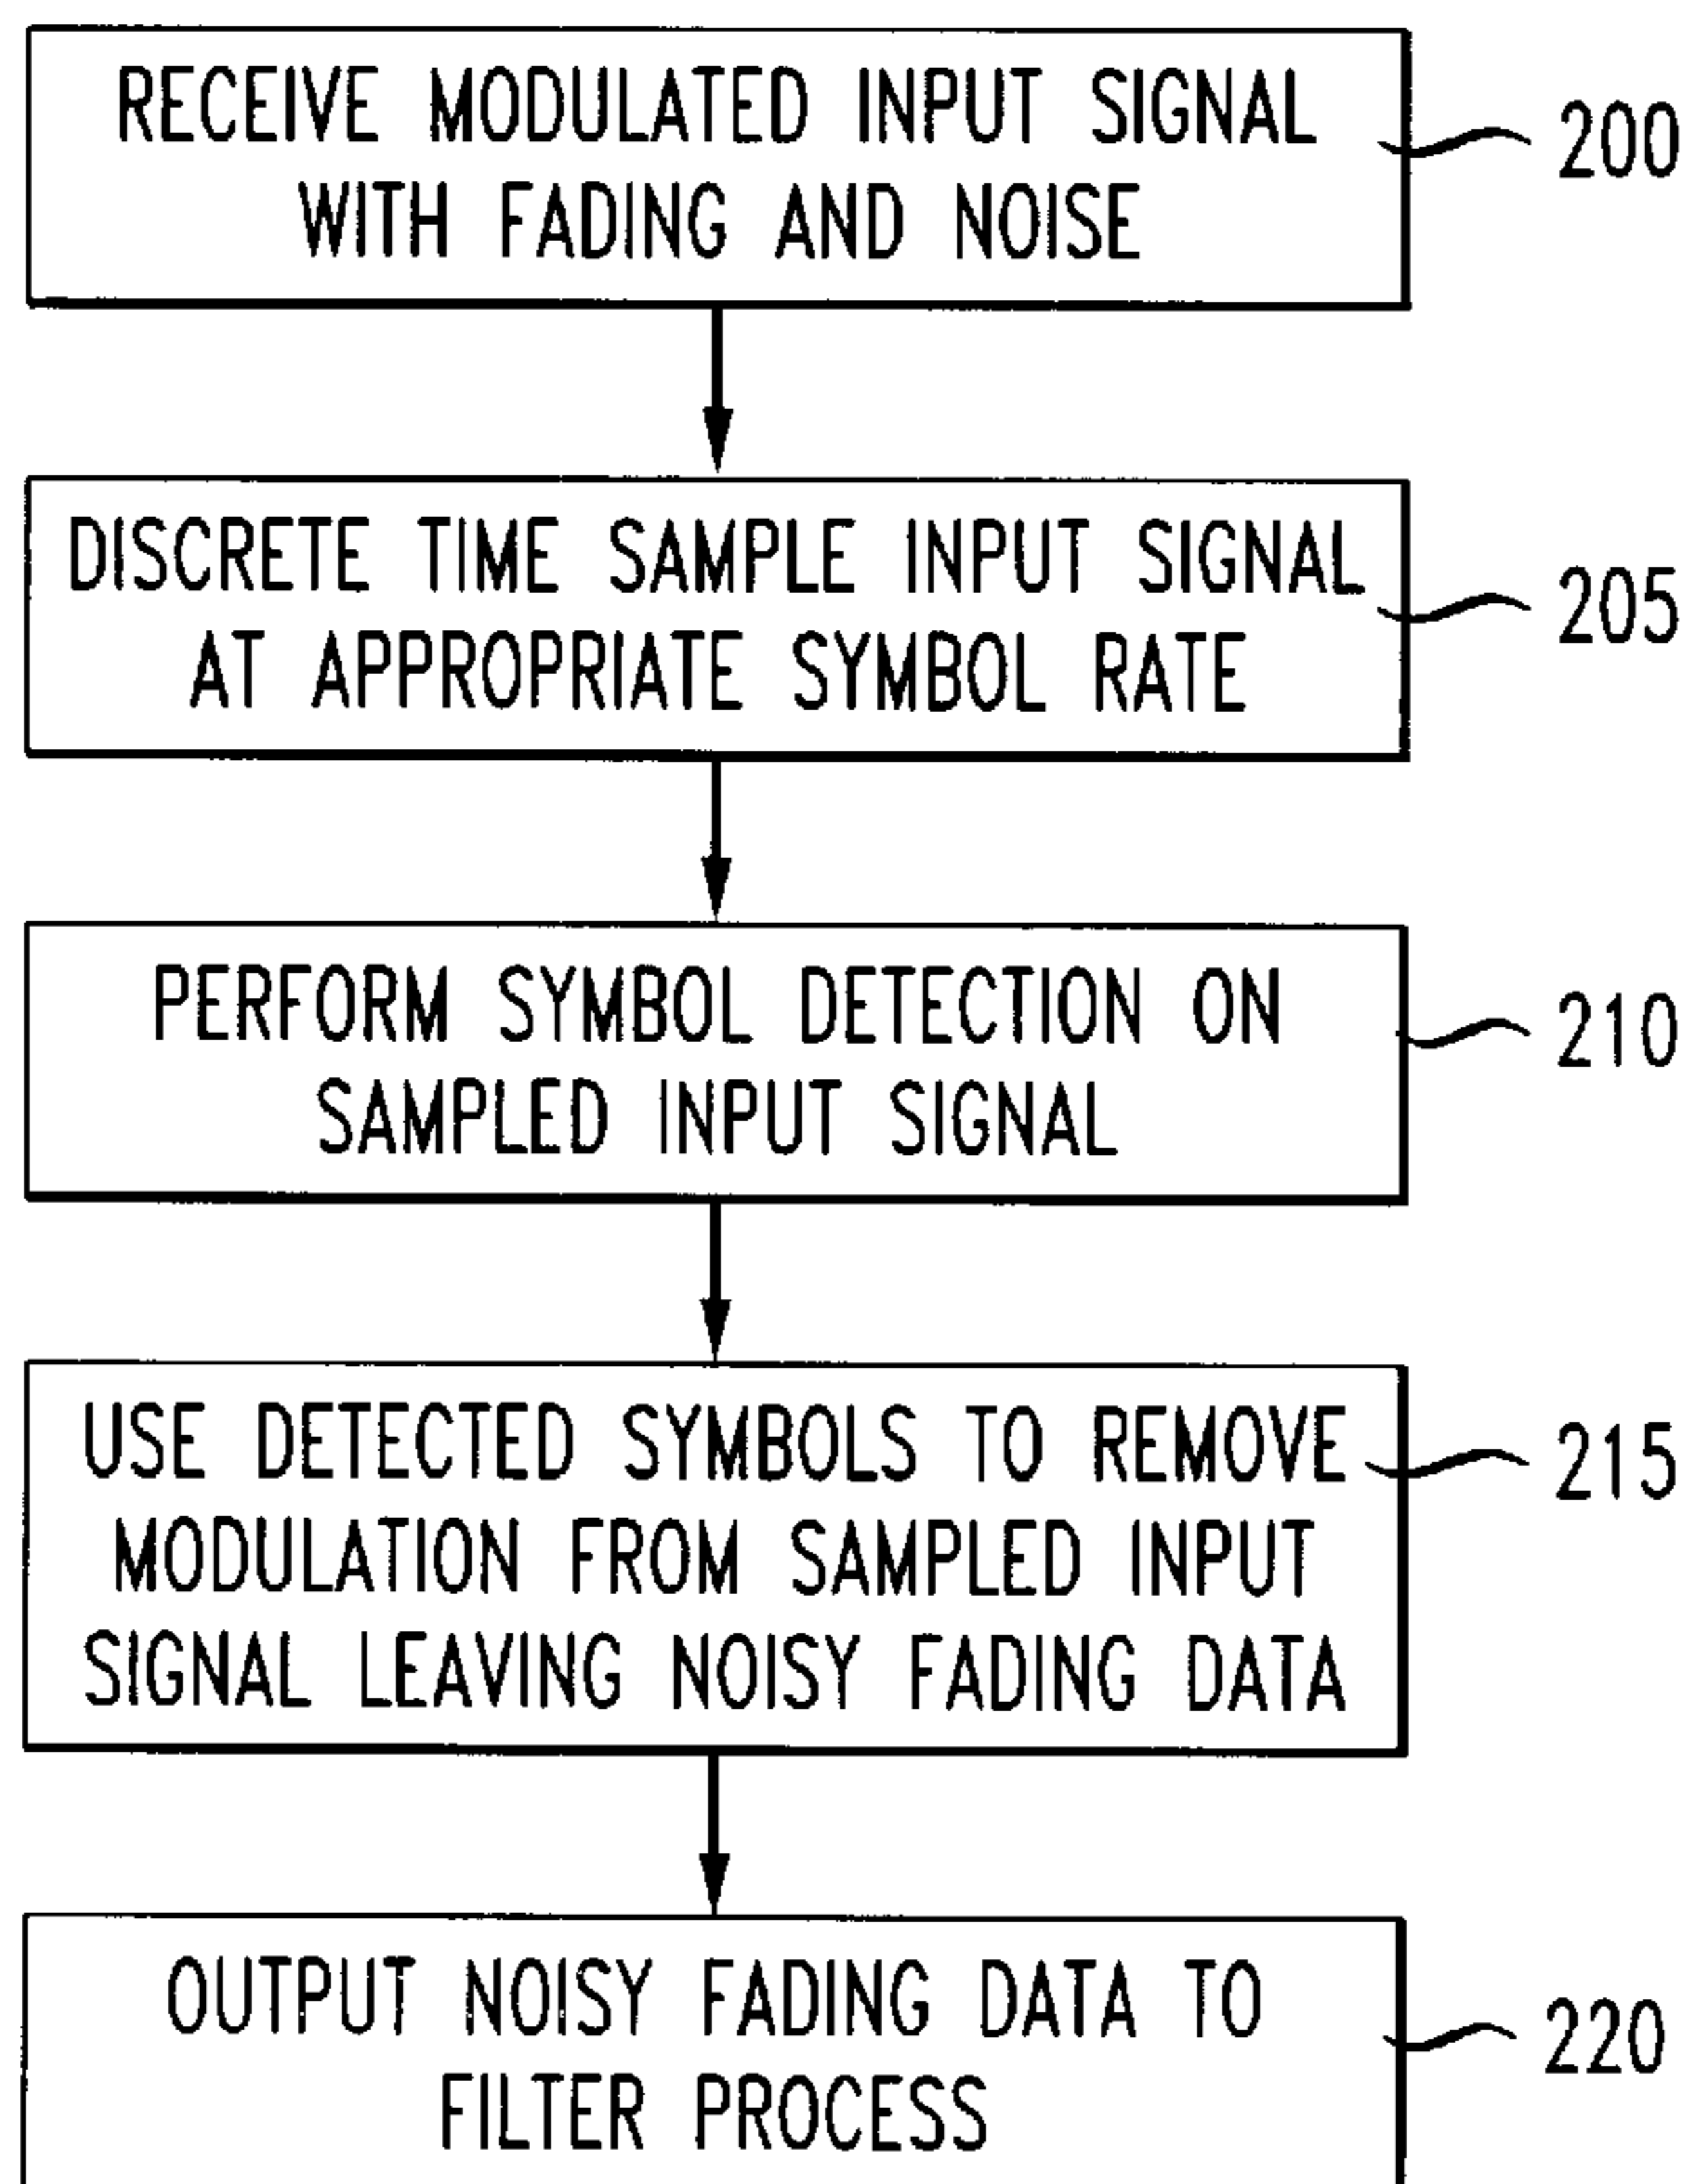 RECEIVE MODULATED INPUT SIGNAL
WITH FADING AND NOISE
200
DISCRETE TIME SAMPLE INPUT SIGNAL
AT APPROPRIATE SYMBOL RATE
205
PERFORM SYMBOL DETECTION ON
SAMPLED INPUT SIGNAL
210
USE DETECTED SYMBOLS TO REMOVE
MODULATION FROM SAMPLED INPUT
SIGNAL LEAVING NOISY FADING DATA
215
OUTPUT NOISY FADING DATA TO
FILTER PROCESS
220